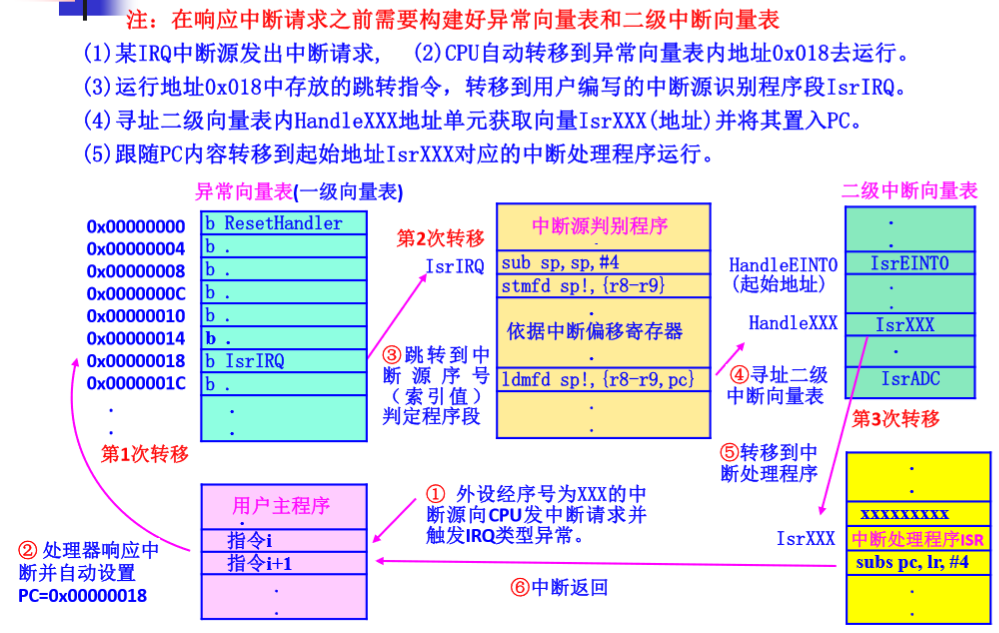 注：在响应中断请求之前需要构建好异常向量表和二级中断向量表
(1)某IRQ中断源发出中断请求， (2)CPU自动转移到异常向量表内地址0x018去运行。
(3)运行地址0x018中存放的跳转指令，转移到用户编写的中断源识别程序段IsrIRQ。
(4)寻址二级向量表内HandleXXX地址单元获取向量IsrXXX(地址)并将其置入PC。
(5)跟随PC内容转移到起始地址IsrXXX对应的中断处理程序运行。
异常向量表(一级向量表)
0x00000000 b ResetHandler
0x00000004 b .
0x00000008 b .
0x0000000C b .
0x00000010 b .
0x00000014 b .
0x00000018 b IsrIRQ
0x0000001C b .
第1次转移
第2次转移
IsrIRQ
③跳转到中
断源序号
（索引值）
判定程序段
中断源判别程序
sub sp,sp,#4
stmfd sp!,{r8-r9}
依据中断偏移寄存器
ldmfd sp!,{r8-r9,pc}
二级中断向量表
HandleEINT0
(起始地址)
IsrEINT0
HandleXXX
IsrXXX
IsrADC
④寻址二级
中断向量表
第3次转移
⑤转移到中
断处理程序
用户主程序
指令i
指令i+1
① 外设经序号为XXX的中
断源向CPU发中断请求并
触发IRQ类型异常。
② 处理器响应中
断并自动设置
PC=0x00000018
IsrXXX
xxxxxxxxx
中断处理程序ISR
subs pc, lr, #4
⑥中断返回